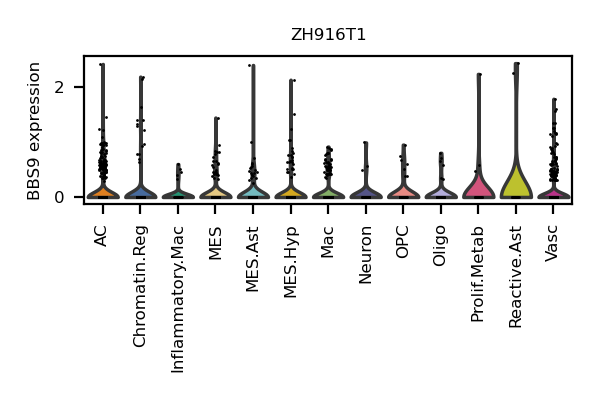 ZH916T1
BBS9 expression
2
0
AC
Chromatin.Reg
Inflammatory.Mac
MES
MES.Ast
MES.Hyp
Mac
Neuron
OPC
Oligo
Prolif.Metab
Reactive.Ast
Vasc